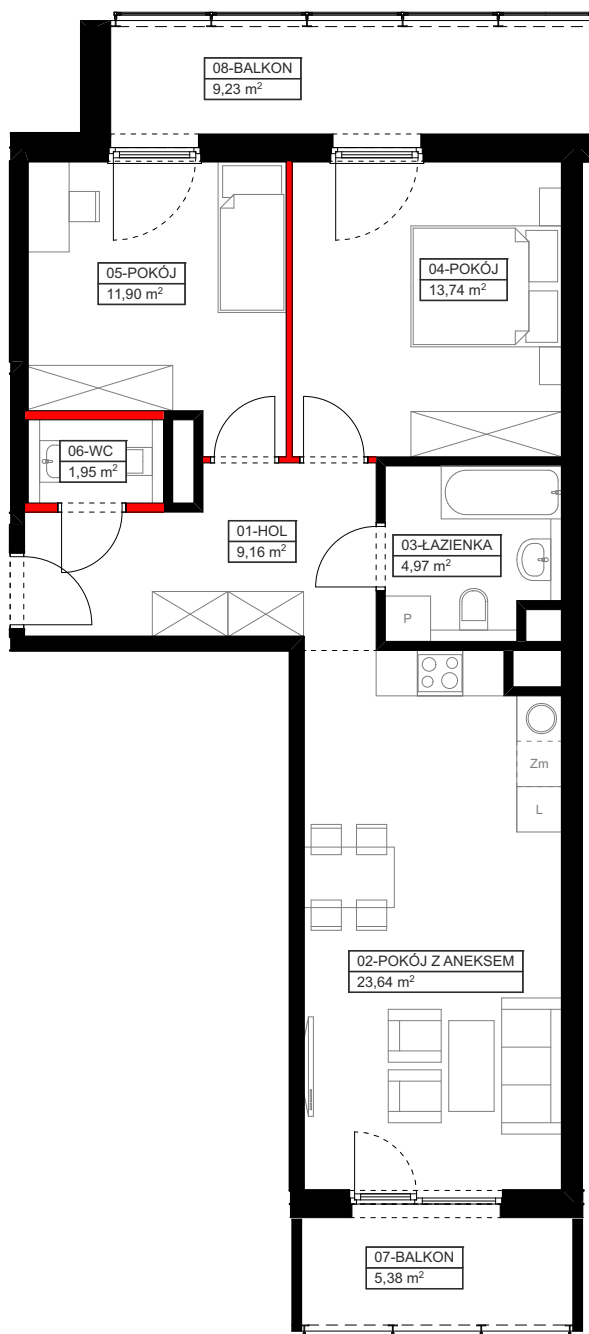 08-BALKON
9,23 m²
05-POKÓJ
11,90 m²
04-POKÓJ
13,74 m²
06-WC
1,95 m²
01-HOL
9,16 m²
03-ŁAZIENKA
4,97 m²
P
Zm
L
02-POKÓJ Z ANEKSEM
23,64 m²
07-BALKON
5,38 m²